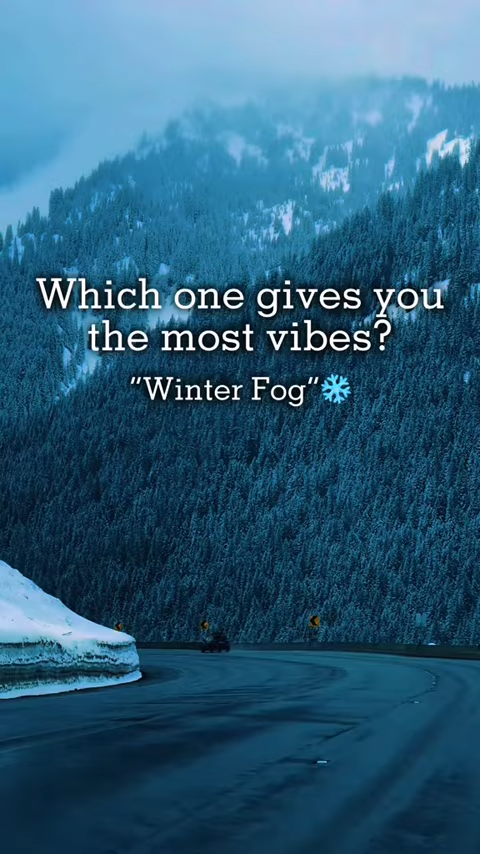 Which one gives you
the most vibes?
“Winter Fog“❄️